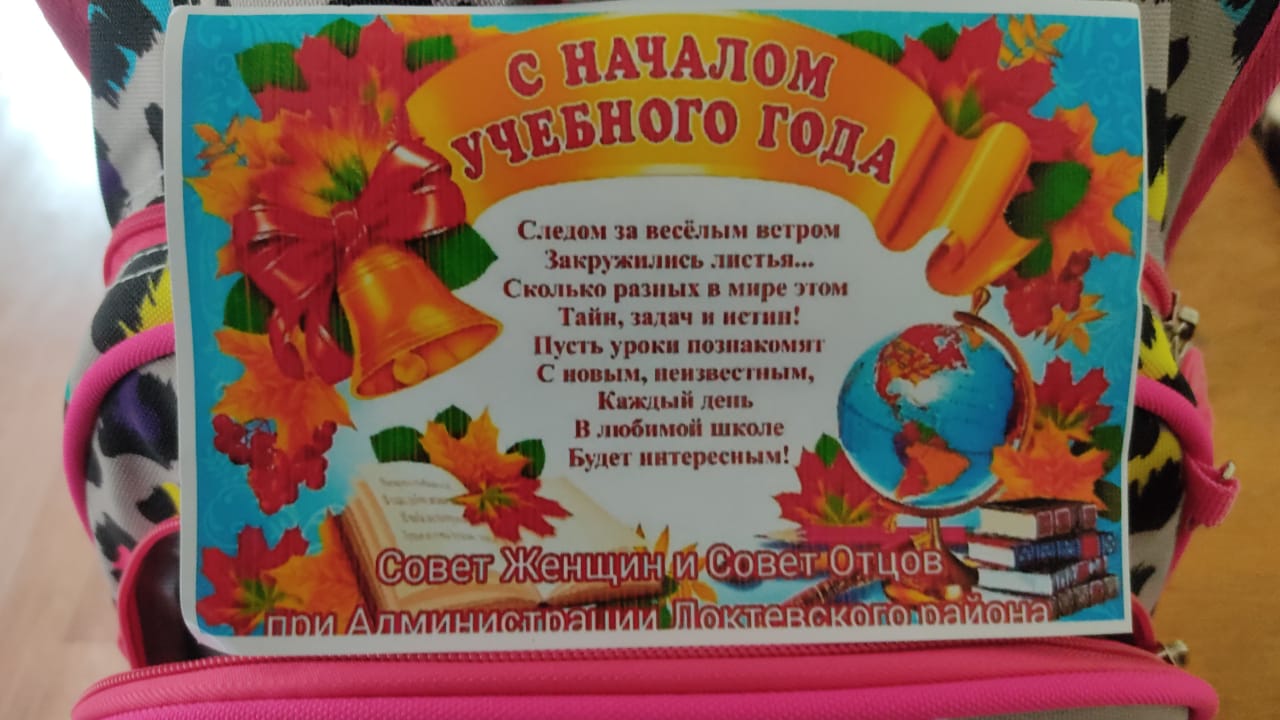 С НАЧАЛОМ
УЧЕБНОГО ГОДА
Следом за весёлым ветром
Закружились листья...
Сколько разных в мире этом
Тайн, задач и истин!
Пусть уроки познакомят
С новым, неизвестным,
Каждый день
В любимой школе
Будет интересным!
Совет Женщин и Совет Отцов
при Администрации Локтевского района